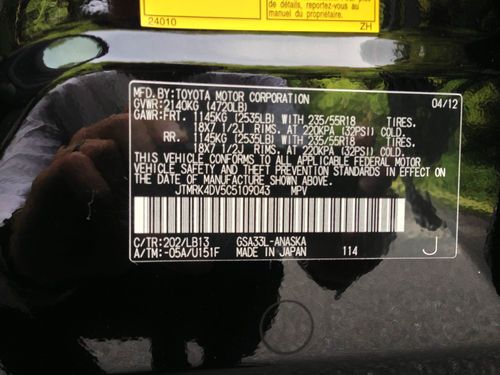 de détails, reportez-vous au
manuel du propriétaire.
24010
ZH
MFD. BY:TOYOTA MOTOR CORPORATION 04/12
GVWR:2140KG (4720LB)
GAWR:FRT. 1145KG (2535LB) WITH 235/55R18 TIRES.
18X7 1/2J RIMS. AT 220KPA (32PSI) COLD.
RR. 1145KG (2535LB) WITH 235/55R18 TIRES.
18X7 1/2J RIMS. AT 220KPA (32PSI) COLD.
THIS VEHICLE CONFORMS TO ALL APPLICABLE FEDERAL MOTOR
VEHICLE SAFETY STANDARDS IN EFFECT ON
THE DATE OF MANUFACTURE SHOWN ABOVE.
JTMRK4DV5C5109043 MPV
C/TR:202/LB13 GSA33L-ANASKA
A/TM:-05A/U151F MADE IN JAPAN 114 J